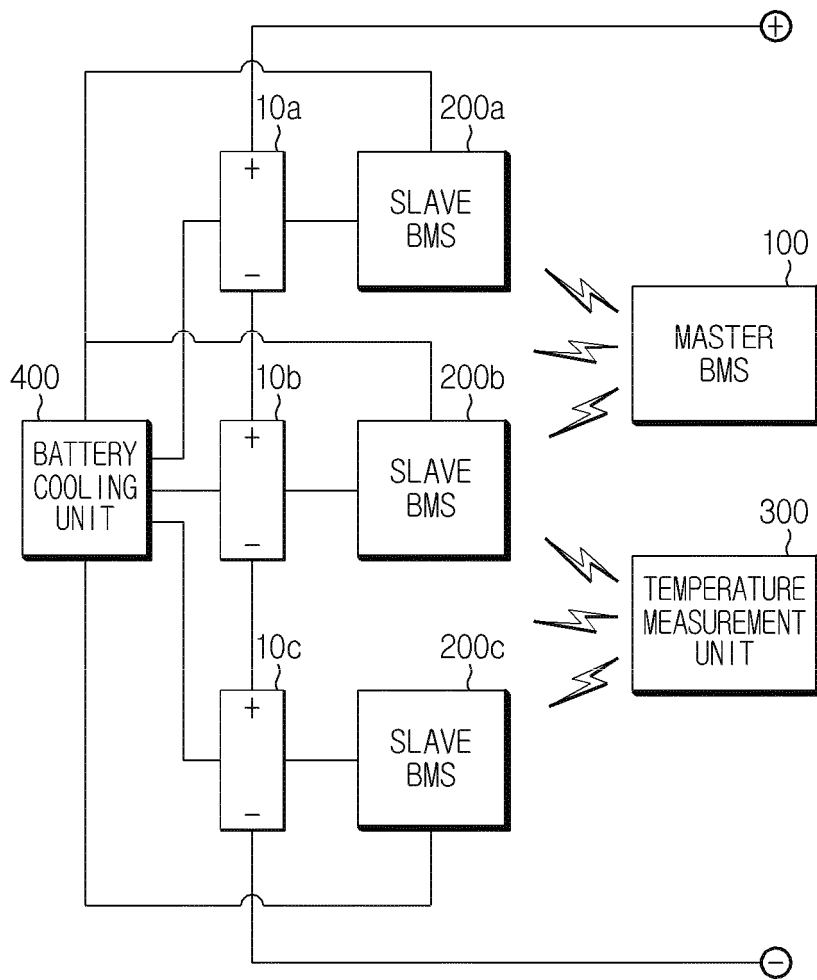 +
10a
200a
+
−
SLAVE
BMS
100
MASTER
BMS
400
10b
200b
BATTERY
COOLING
UNIT
+
−
SLAVE
BMS
300
TEMPERATURE
MEASUREMENT
UNIT
10c
200c
+
−
SLAVE
BMS
−